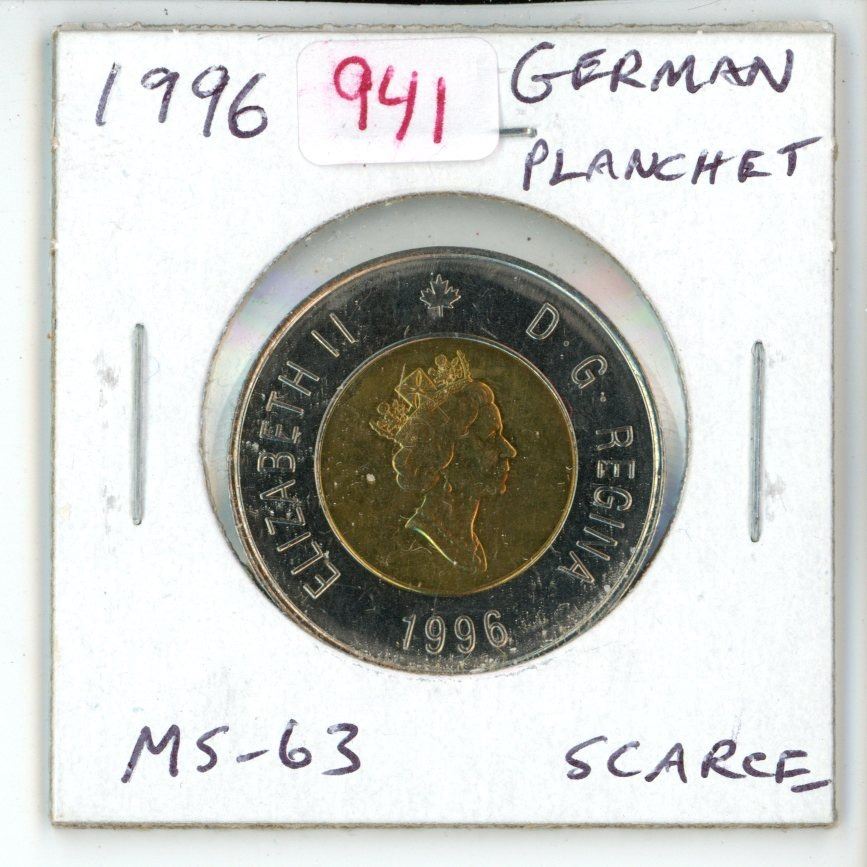 1996 941 GERMAN
PLANCHET
ELIZABETH II D·G· REGINA
1996
MS-63 SCARCE